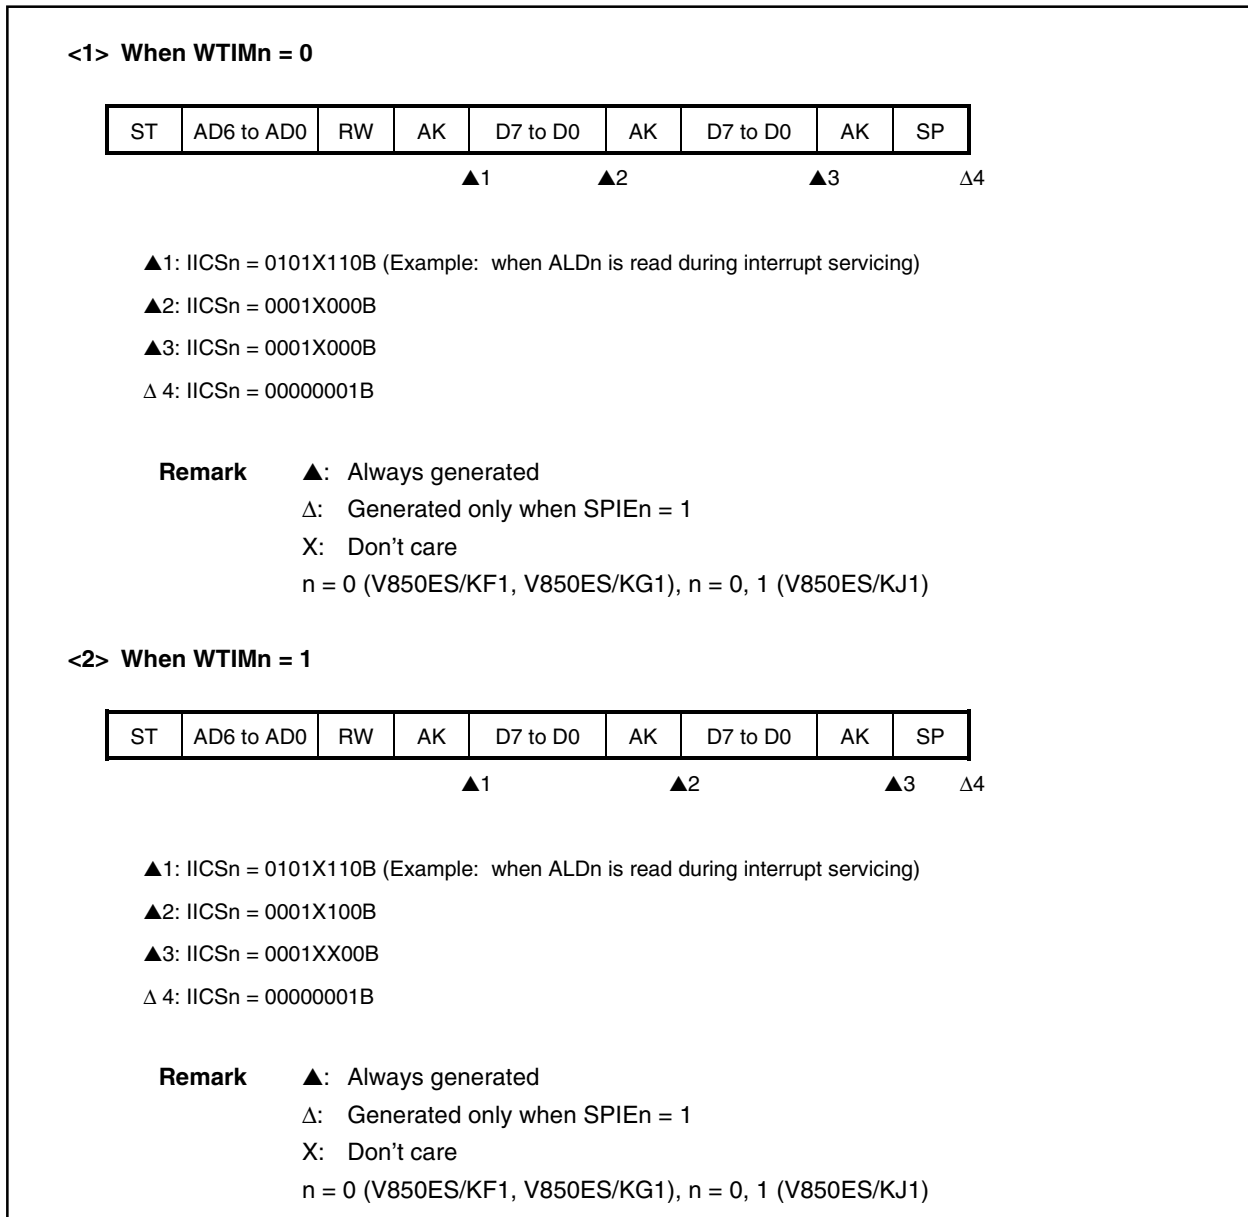 <1> When WTIMn = 0
ST AD6 to AD0 RW AK D7 to D0 AK D7 to D0 AK SP
▲1 ▲2 ▲3 Δ4
▲1: IICSn = 0101X110B (Example: when ALDn is read during interrupt servicing)
▲2: IICSn = 0001X000B
▲3: IICSn = 0001X000B
Δ 4: IICSn = 00000001B
Remark ▲: Always generated
Δ: Generated only when SPIEn = 1
X: Don't care
n = 0 (V850ES/KF1, V850ES/KG1), n = 0, 1 (V850ES/KJ1)
<2> When WTIMn = 1
ST AD6 to AD0 RW AK D7 to D0 AK D7 to D0 AK SP
▲1 ▲2 ▲3 Δ4
▲1: IICSn = 0101X110B (Example: when ALDn is read during interrupt servicing)
▲2: IICSn = 0001X100B
▲3: IICSn = 0001XX00B
Δ 4: IICSn = 00000001B
Remark ▲: Always generated
Δ: Generated only when SPIEn = 1
X: Don't care
n = 0 (V850ES/KF1, V850ES/KG1), n = 0, 1 (V850ES/KJ1)